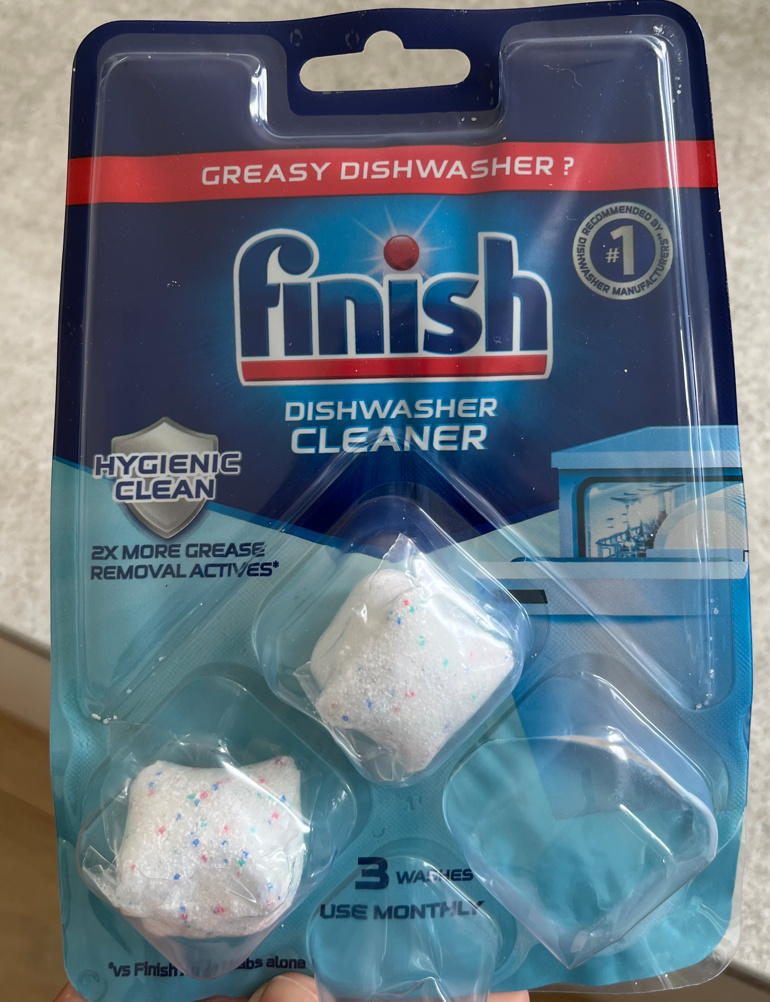 GREASY DISHWASHER ?
finish
RECOMMENDED BY
#1
DISHWASHER MANUFACTURERS
DISHWASHER
CLEANER
HYGIENIC
CLEAN
2X MORE GREASE
REMOVAL ACTIVES*
3 WASHES
USE MONTHLY
*vs Finish alone